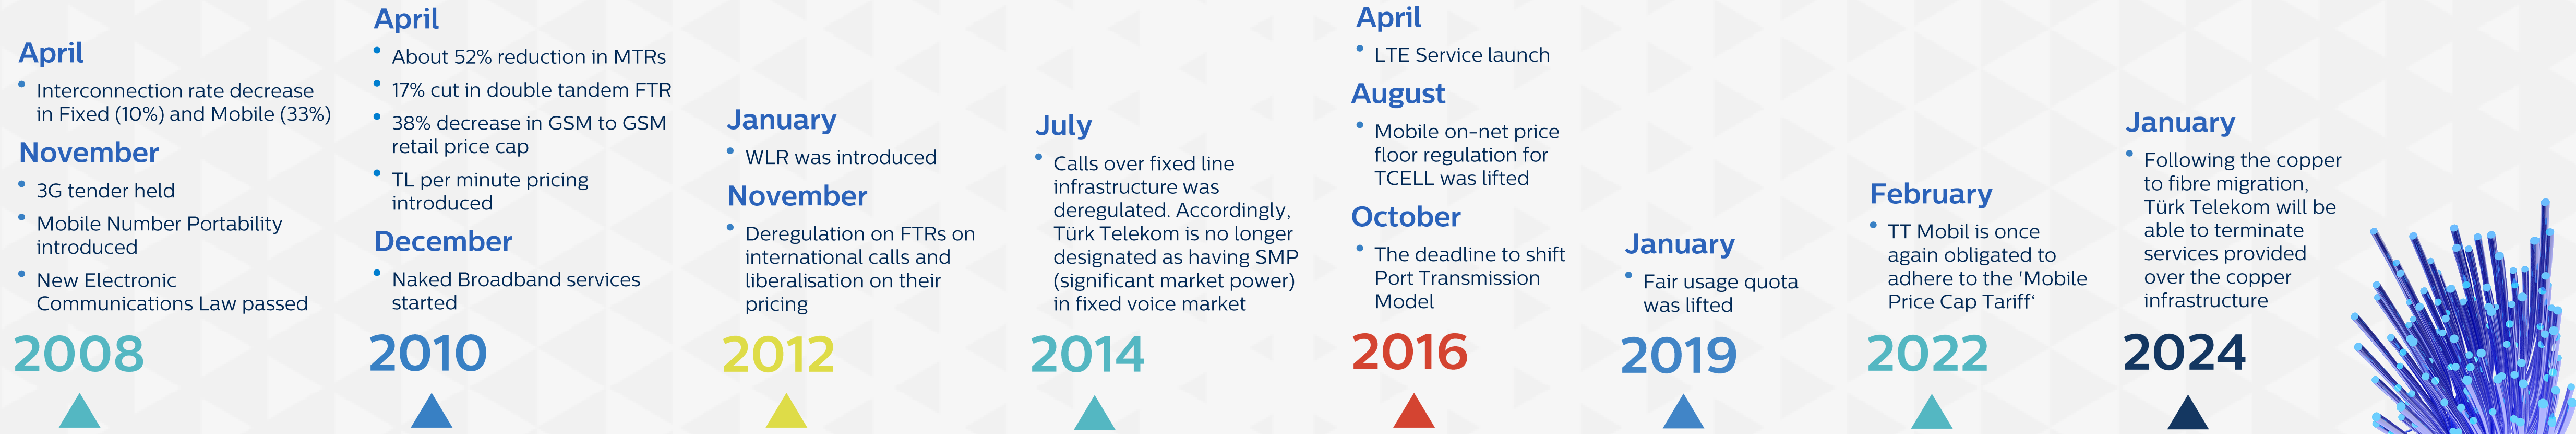 April
• Interconnection rate decrease
in Fixed (10%) and Mobile (33%)
November
• 3G tender held
• Mobile Number Portability
introduced
• New Electronic
Communications Law passed
2008
April
• About 52% reduction in MTRs
• 17% cut in double tandem FTR
• 38% decrease in GSM to GSM
retail price cap
• TL per minute pricing
introduced
December
• Naked Broadband services
started
2010
January
• WLR was introduced
November
• Deregulation on FTRs on
international calls and
liberalisation on their
pricing
2012
July
• Calls over fixed line
infrastructure was
deregulated. Accordingly,
Türk Telekom is no longer
designated as having SMP
(significant market power)
in fixed voice market
2014
April
• LTE Service launch
August
• Mobile on-net price
floor regulation for
TCELL was lifted
October
• The deadline to shift
Port Transmission
Model
2016
January
• Fair usage quota
was lifted
2019
February
• TT Mobil is once
again obligated to
adhere to the 'Mobile
Price Cap Tariff‘
2022
January
• Following the copper
to fibre migration,
Türk Telekom will be
able to terminate
services provided
over the copper
infrastructure
2024